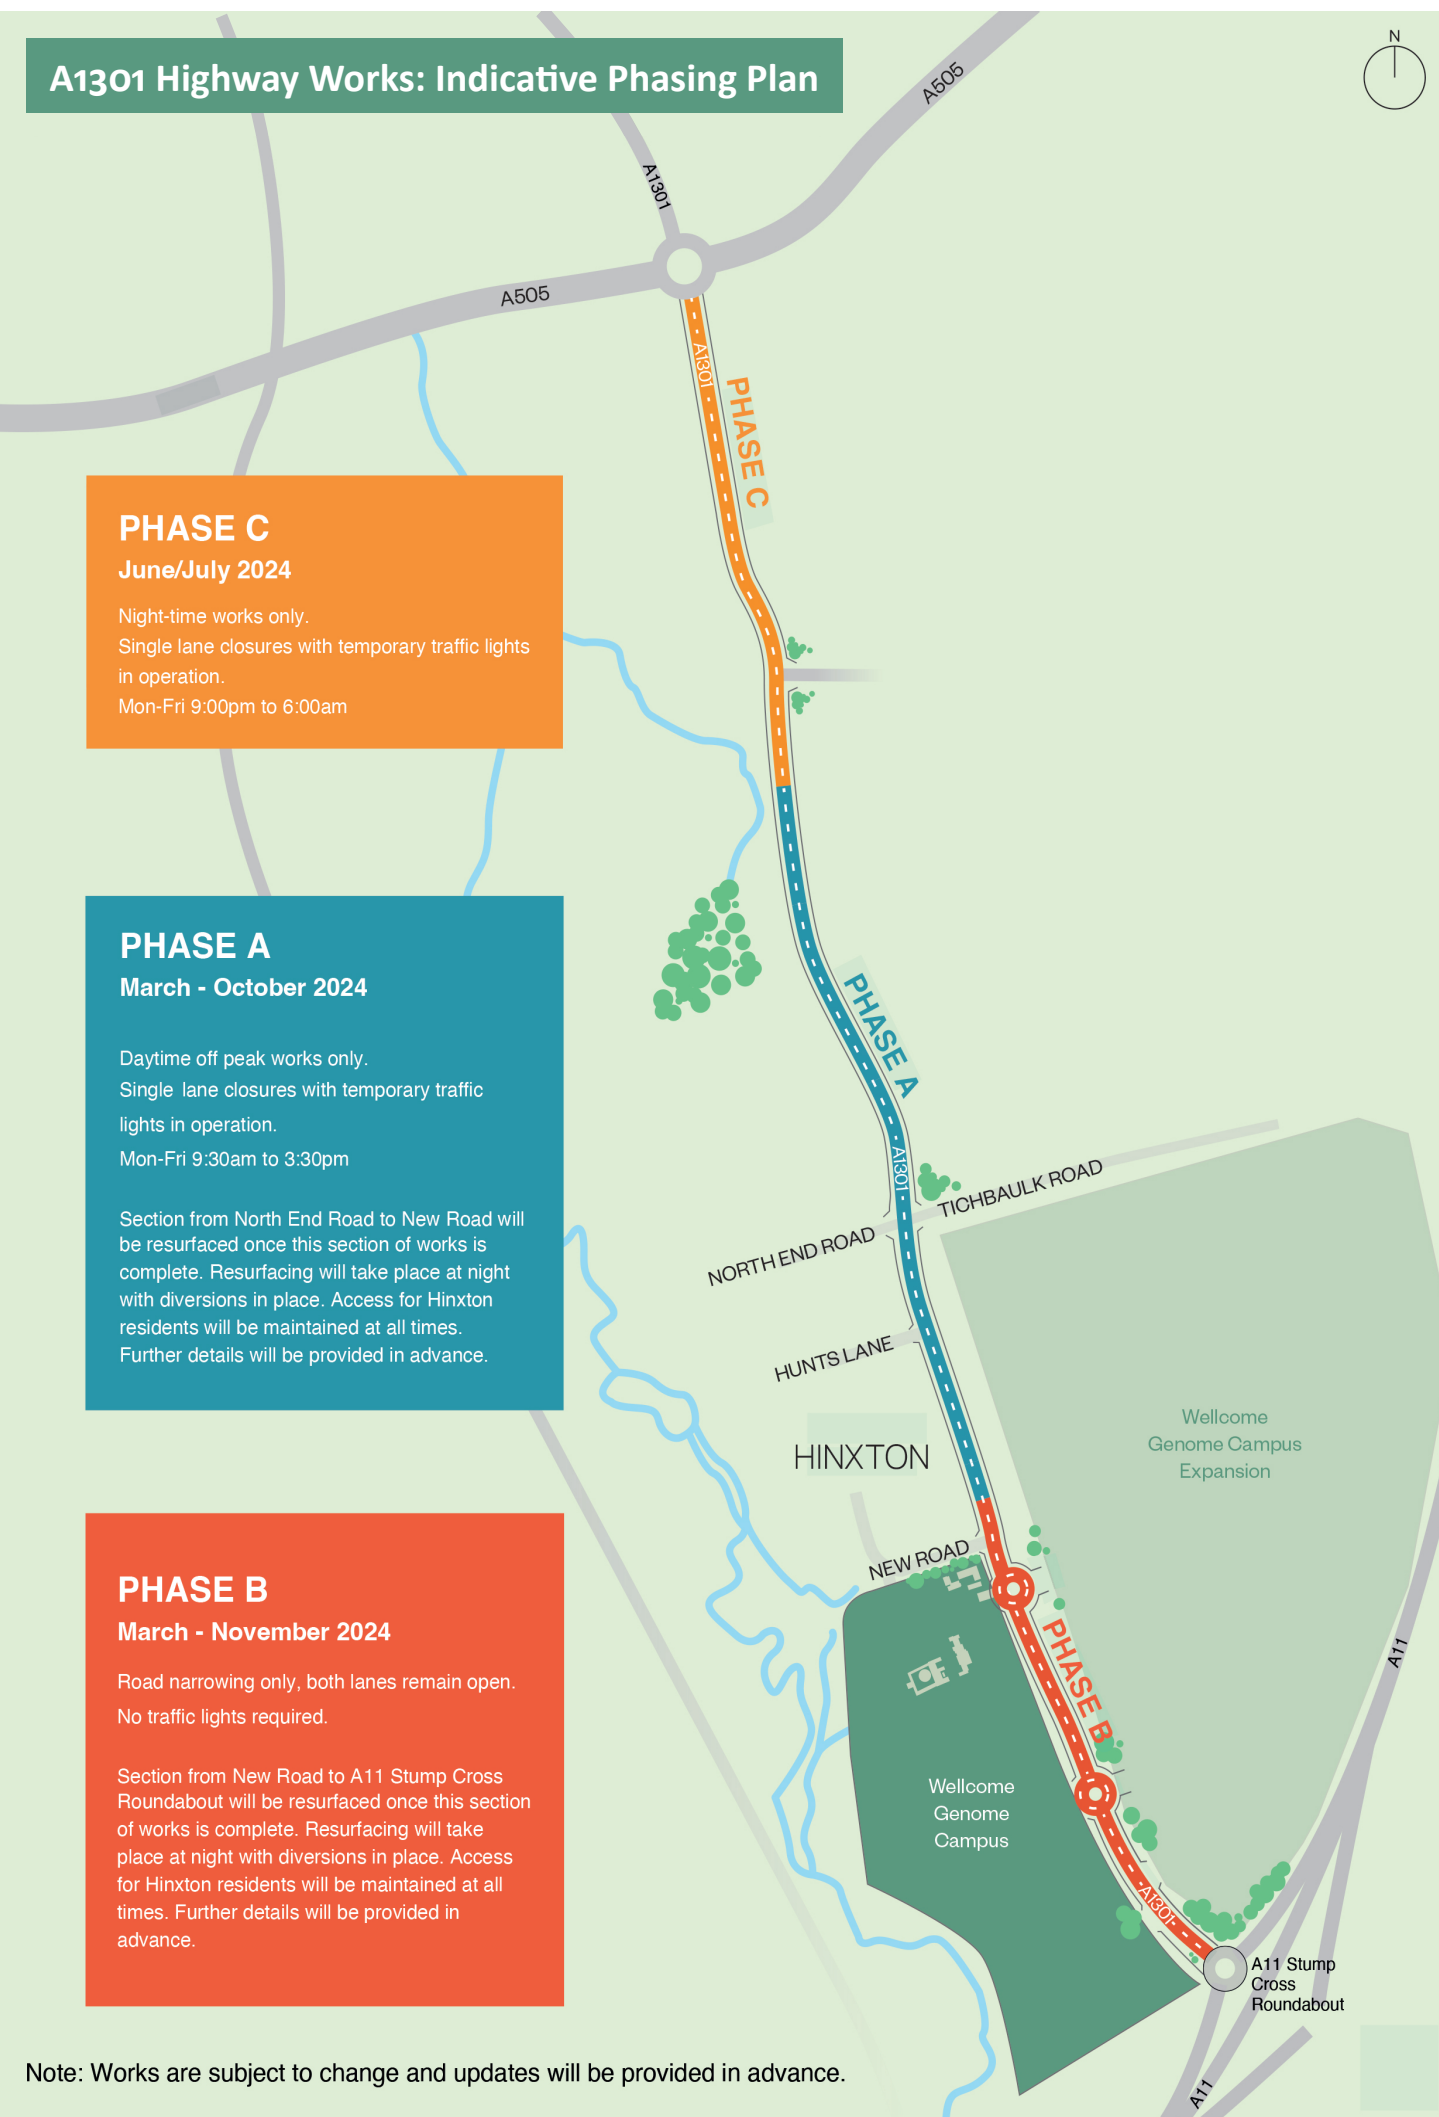 A1301 Highway Works: Indicative Phasing Plan
N
A505
A1301
A505
A1301
PHASE C
PHASE C
June/July 2024
Night-time works only.
Single lane closures with temporary traffic lights
in operation.
Mon-Fri 9:00pm to 6:00am
PHASE A
March - October 2024
Daytime off peak works only.
Single lane closures with temporary traffic
lights in operation.
Mon-Fri 9:30am to 3:30pm
Section from North End Road to New Road will
be resurfaced once this section of works is
complete. Resurfacing will take place at night
with diversions in place. Access for Hinxton
residents will be maintained at all times.
Further details will be provided in advance.
PHASE A
A1301
TICHBAULK ROAD
NORTH END ROAD
HUNTS LANE
Wellcome
Genome Campus
Expansion
HINXTON
NEW ROAD
PHASE B
March - November 2024
Road narrowing only, both lanes remain open.
No traffic lights required.
Section from New Road to A11 Stump Cross
Roundabout will be resurfaced once this section
of works is complete. Resurfacing will take
place at night with diversions in place. Access
for Hinxton residents will be maintained at all
times. Further details will be provided in
advance.
PHASE B
A11
Wellcome
Genome
Campus
A1301
A11 Stump
Cross
Roundabout
A11
Note: Works are subject to change and updates will be provided in advance.